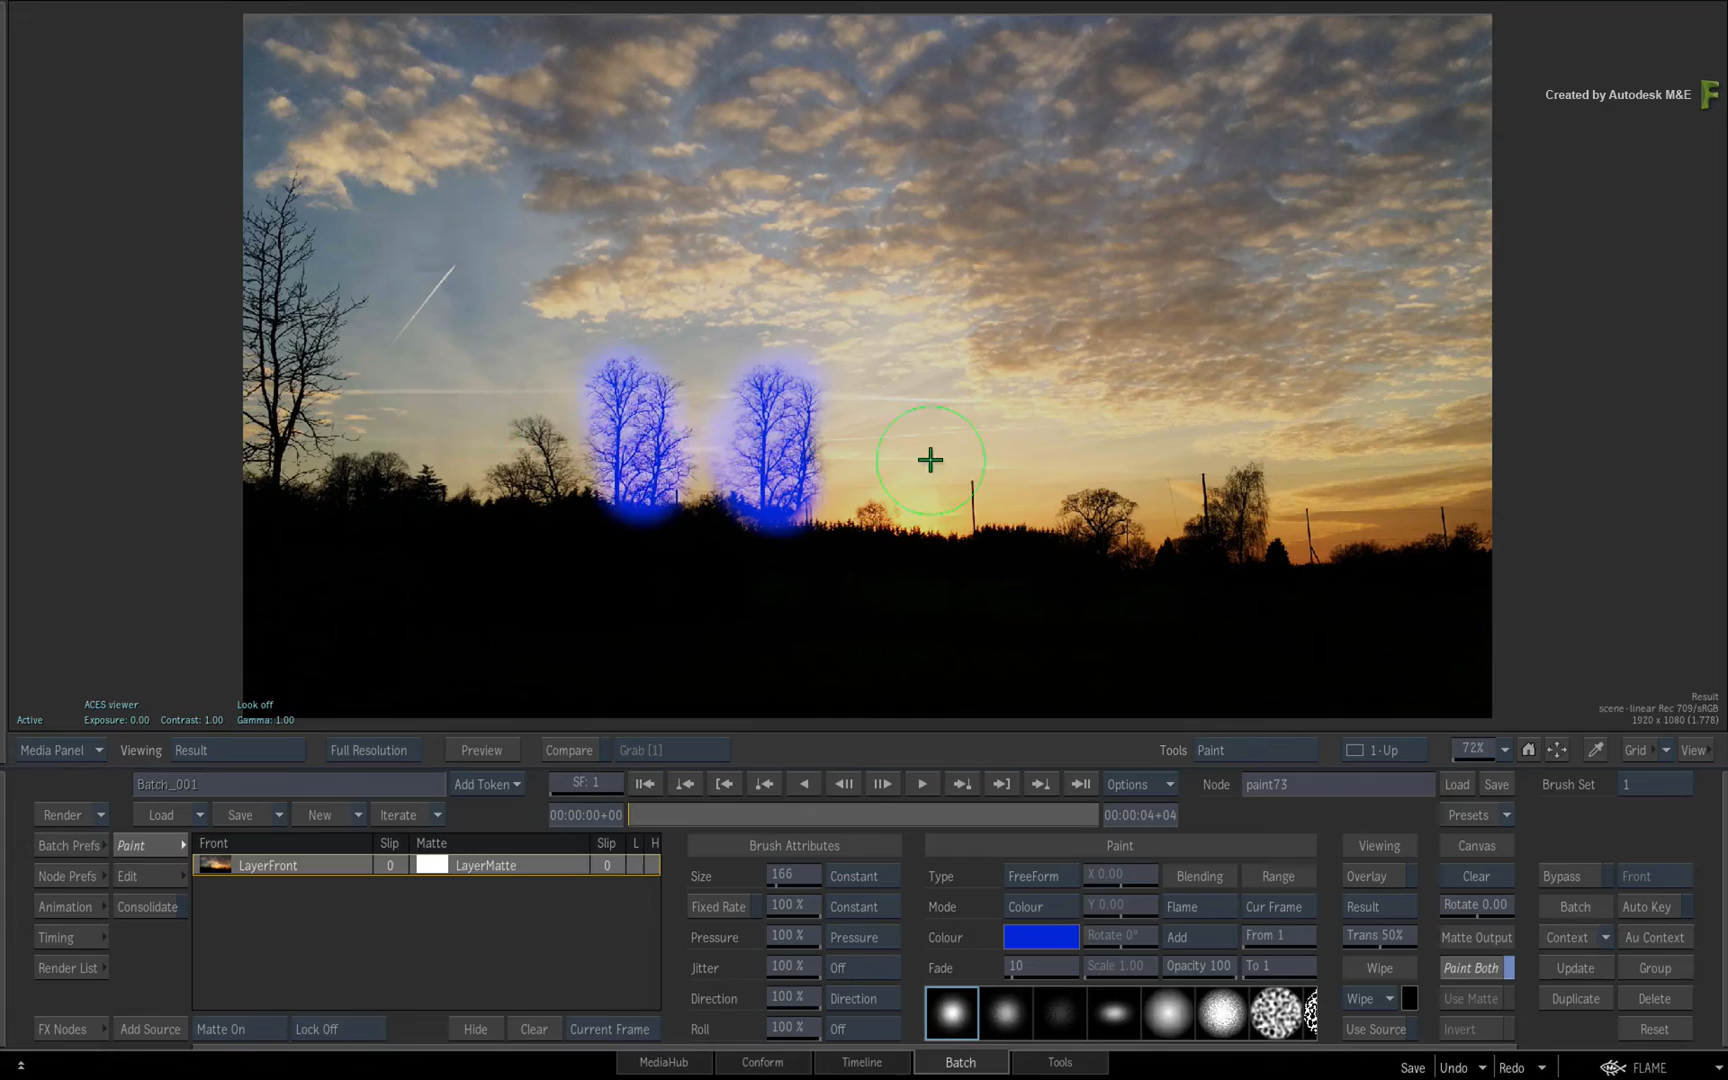 Created by Autodesk M&E
ACES viewer
Look off
Active
Exposure: 0.00
Contrast: 1.00
Gamma: 1.00
Result
scene-linear Rec 709/sRGB
1920 x 1080 (1.778)
Media Panel
Viewing
Result
Full Resolution
Preview
Compare
Grab [1]
Tools
Paint
1-Up
72%
Grid
View
Batch_001
Add Token
SF: 1
Options
Node
paint73
Load
Save
Brush Set
1
Render
Load
Save
New
Iterate
00:00:00+00
00:00:04+04
Presets
Batch Prefs
Paint
Front
Slip
Matte
Slip
L
H
Brush Attributes
Paint
Viewing
Canvas
LayerFront
0
LayerMatte
0
Node Prefs
Edit
Size
166
Constant
Type
FreeForm
X 0.00
Blending
Range
Overlay
Clear
Bypass
Front
Animation
Consolidate
Fixed Rate
100 %
Constant
Mode
Colour
Y 0.00
Flame
Cur Frame
Result
Rotate 0.00
Batch
Auto Key
Timing
Pressure
100 %
Pressure
Colour
Rotate 0°
Add
From 1
Trans 50%
Matte Output
Context
Au Context
Render List
Jitter
100 %
Off
Fade
10
Scale 1.00
Opacity 100
To 1
Wipe
Paint Both
Update
Group
Direction
100 %
Direction
Wipe
Use Matte
Duplicate
Delete
FX Nodes
Add Source
Matte On
Lock Off
Hide
Clear
Current Frame
Roll
100 %
Off
Use Source
Invert
Reset
MediaHub
Conform
Timeline
Batch
Tools
Save
Undo
Redo
FLAME